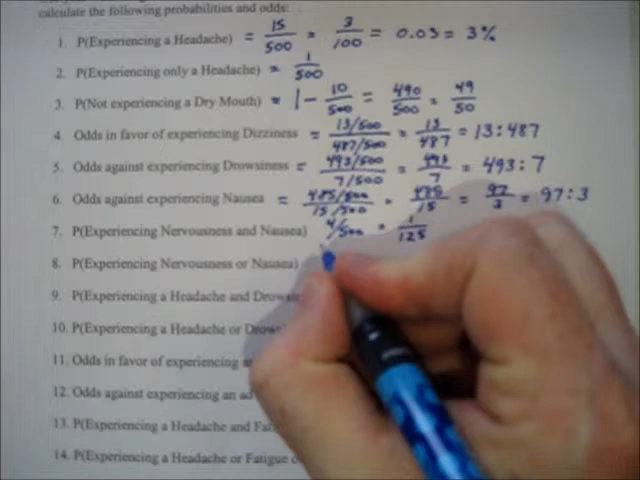 calculate the following probabilities and odds:
1. P(Experiencing a Headache) = 15/500 = 3/100 = 0.03 = 3%
2. P(Experiencing only a Headache) = 1/500
3. P(Not experiencing a Dry Mouth) = 1 - 10/500 = 490/500 = 49/50
4. Odds in favor of experiencing Dizziness = 13/500 / 487/500 = 13/487 = 13:487
5. Odds against experiencing Drowsiness = 493/500 / 7/500 = 493/7 = 493:7
6. Odds against experiencing Nausea = 485/500 / 15/500 = 485/15 = 97/3 = 97:3
7. P(Experiencing Nervousness and Nausea) 4/500 = 1/125
8. P(Experiencing Nervousness or Nausea)
9. P(Experiencing a Headache and
10. P(Experiencing a Headache or
11. Odds in favor of experiencing
12. Odds against experiencing an
13. P(Experiencing a Headache and
14. P(Experiencing a Headache or Fatigue